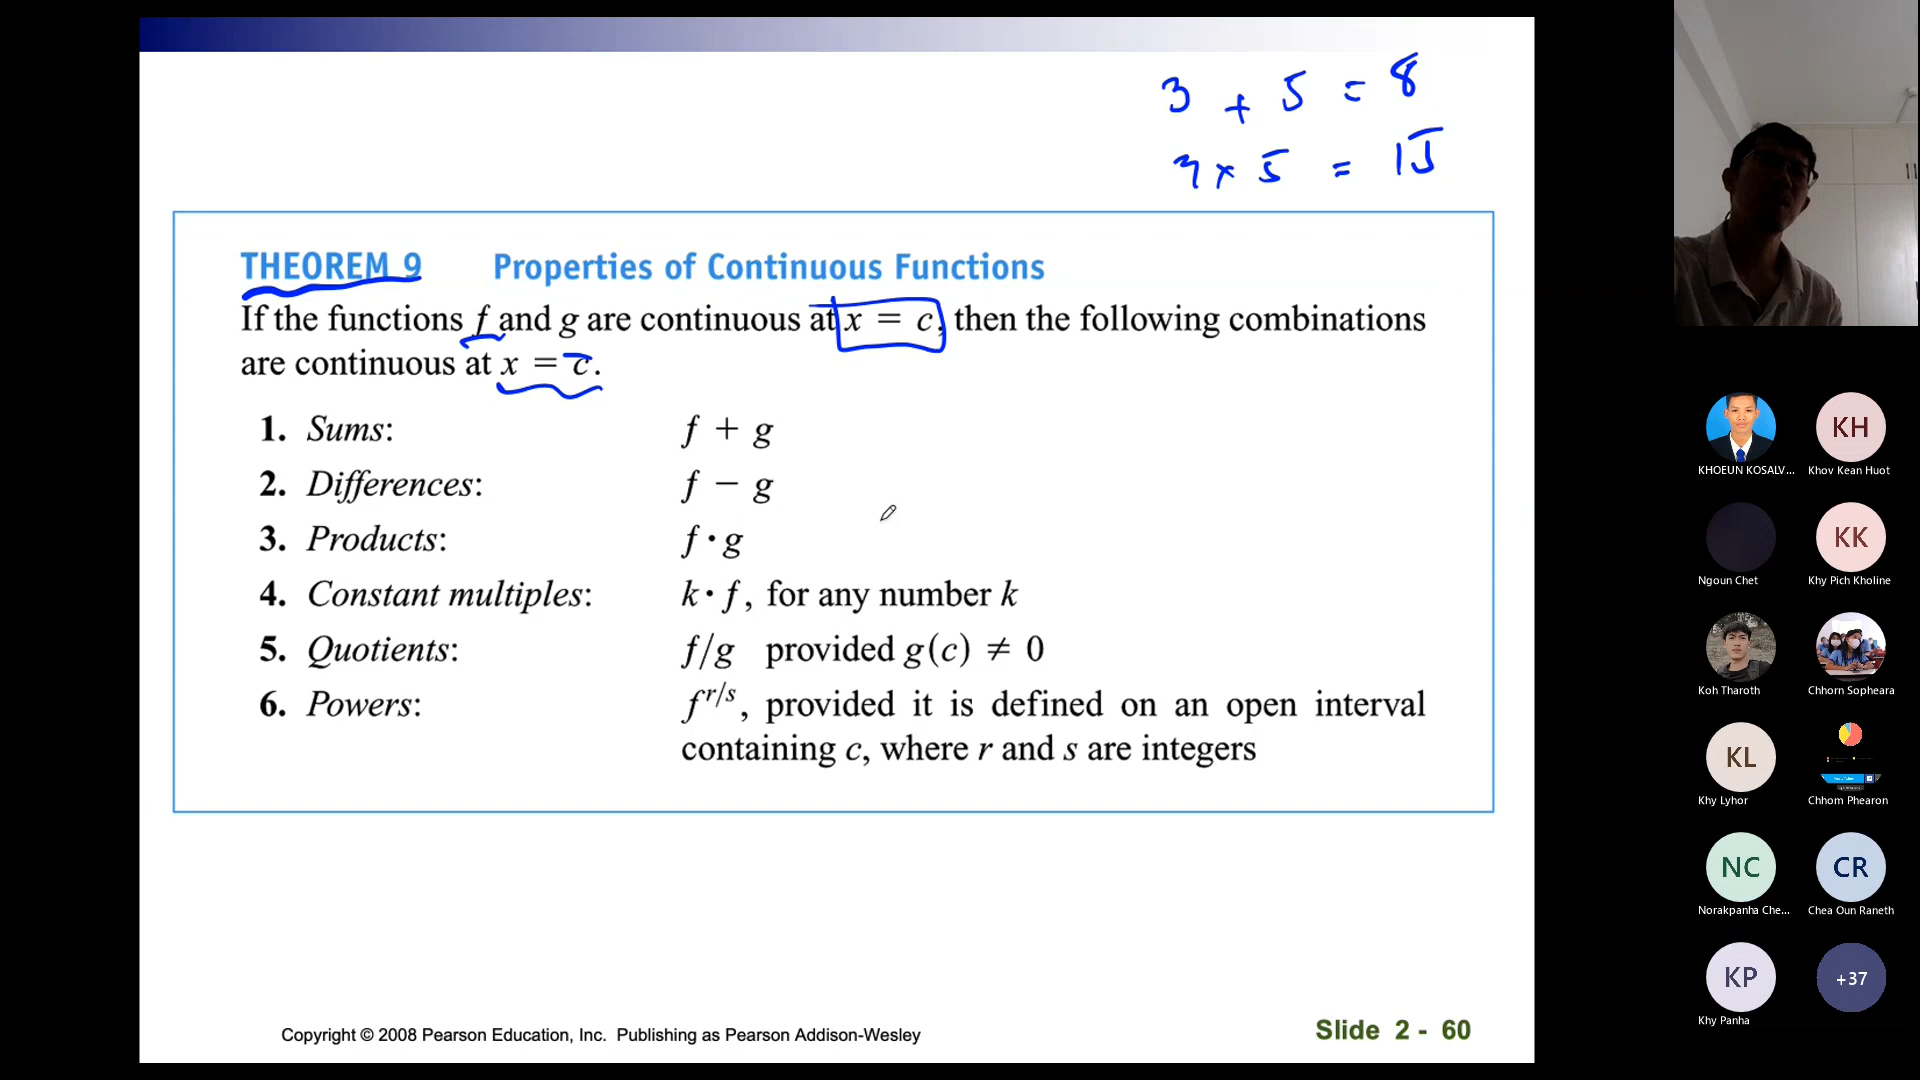 3 + 5 = 8
3 x 5 = 15
THEOREM 9 Properties of Continuous Functions
If the functions f and g are continuous at x = c, then the following combinations
are continuous at x = c.
1. Sums: f + g
2. Differences: f − g
3. Products: f · g
4. Constant multiples: k · f, for any number k
5. Quotients: f/g provided g(c) ≠ 0
6. Powers: f^{r/s}, provided it is defined on an open interval
containing c, where r and s are integers
Copyright © 2008 Pearson Education, Inc. Publishing as Pearson Addison-Wesley
Slide 2 - 60
KH
KHOEUN KOSALV... Khov Kean Huot
KK
Ngoun Chet Khy Pich Kholine
Koh Tharoth Chhorn Sopheara
KL
Khy Lyhor Chhom Phearon
NC CR
Norakpanha Che... Chea Oun Raneth
KP +37
Khy Panha